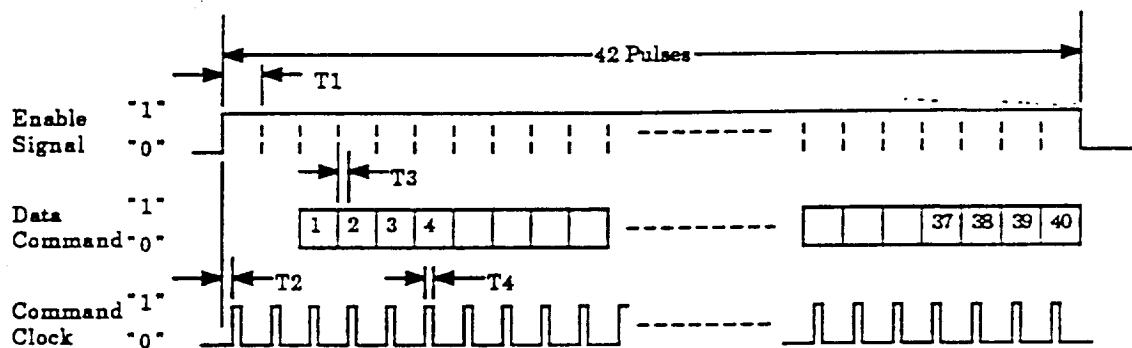 42 Pulses
T1
Enable Signal
"1"
"0"
T3
Data Command
"1"
"0"
1 2 3 4 37 38 39 40
T2
T4
Command Clock
"1"
"0"